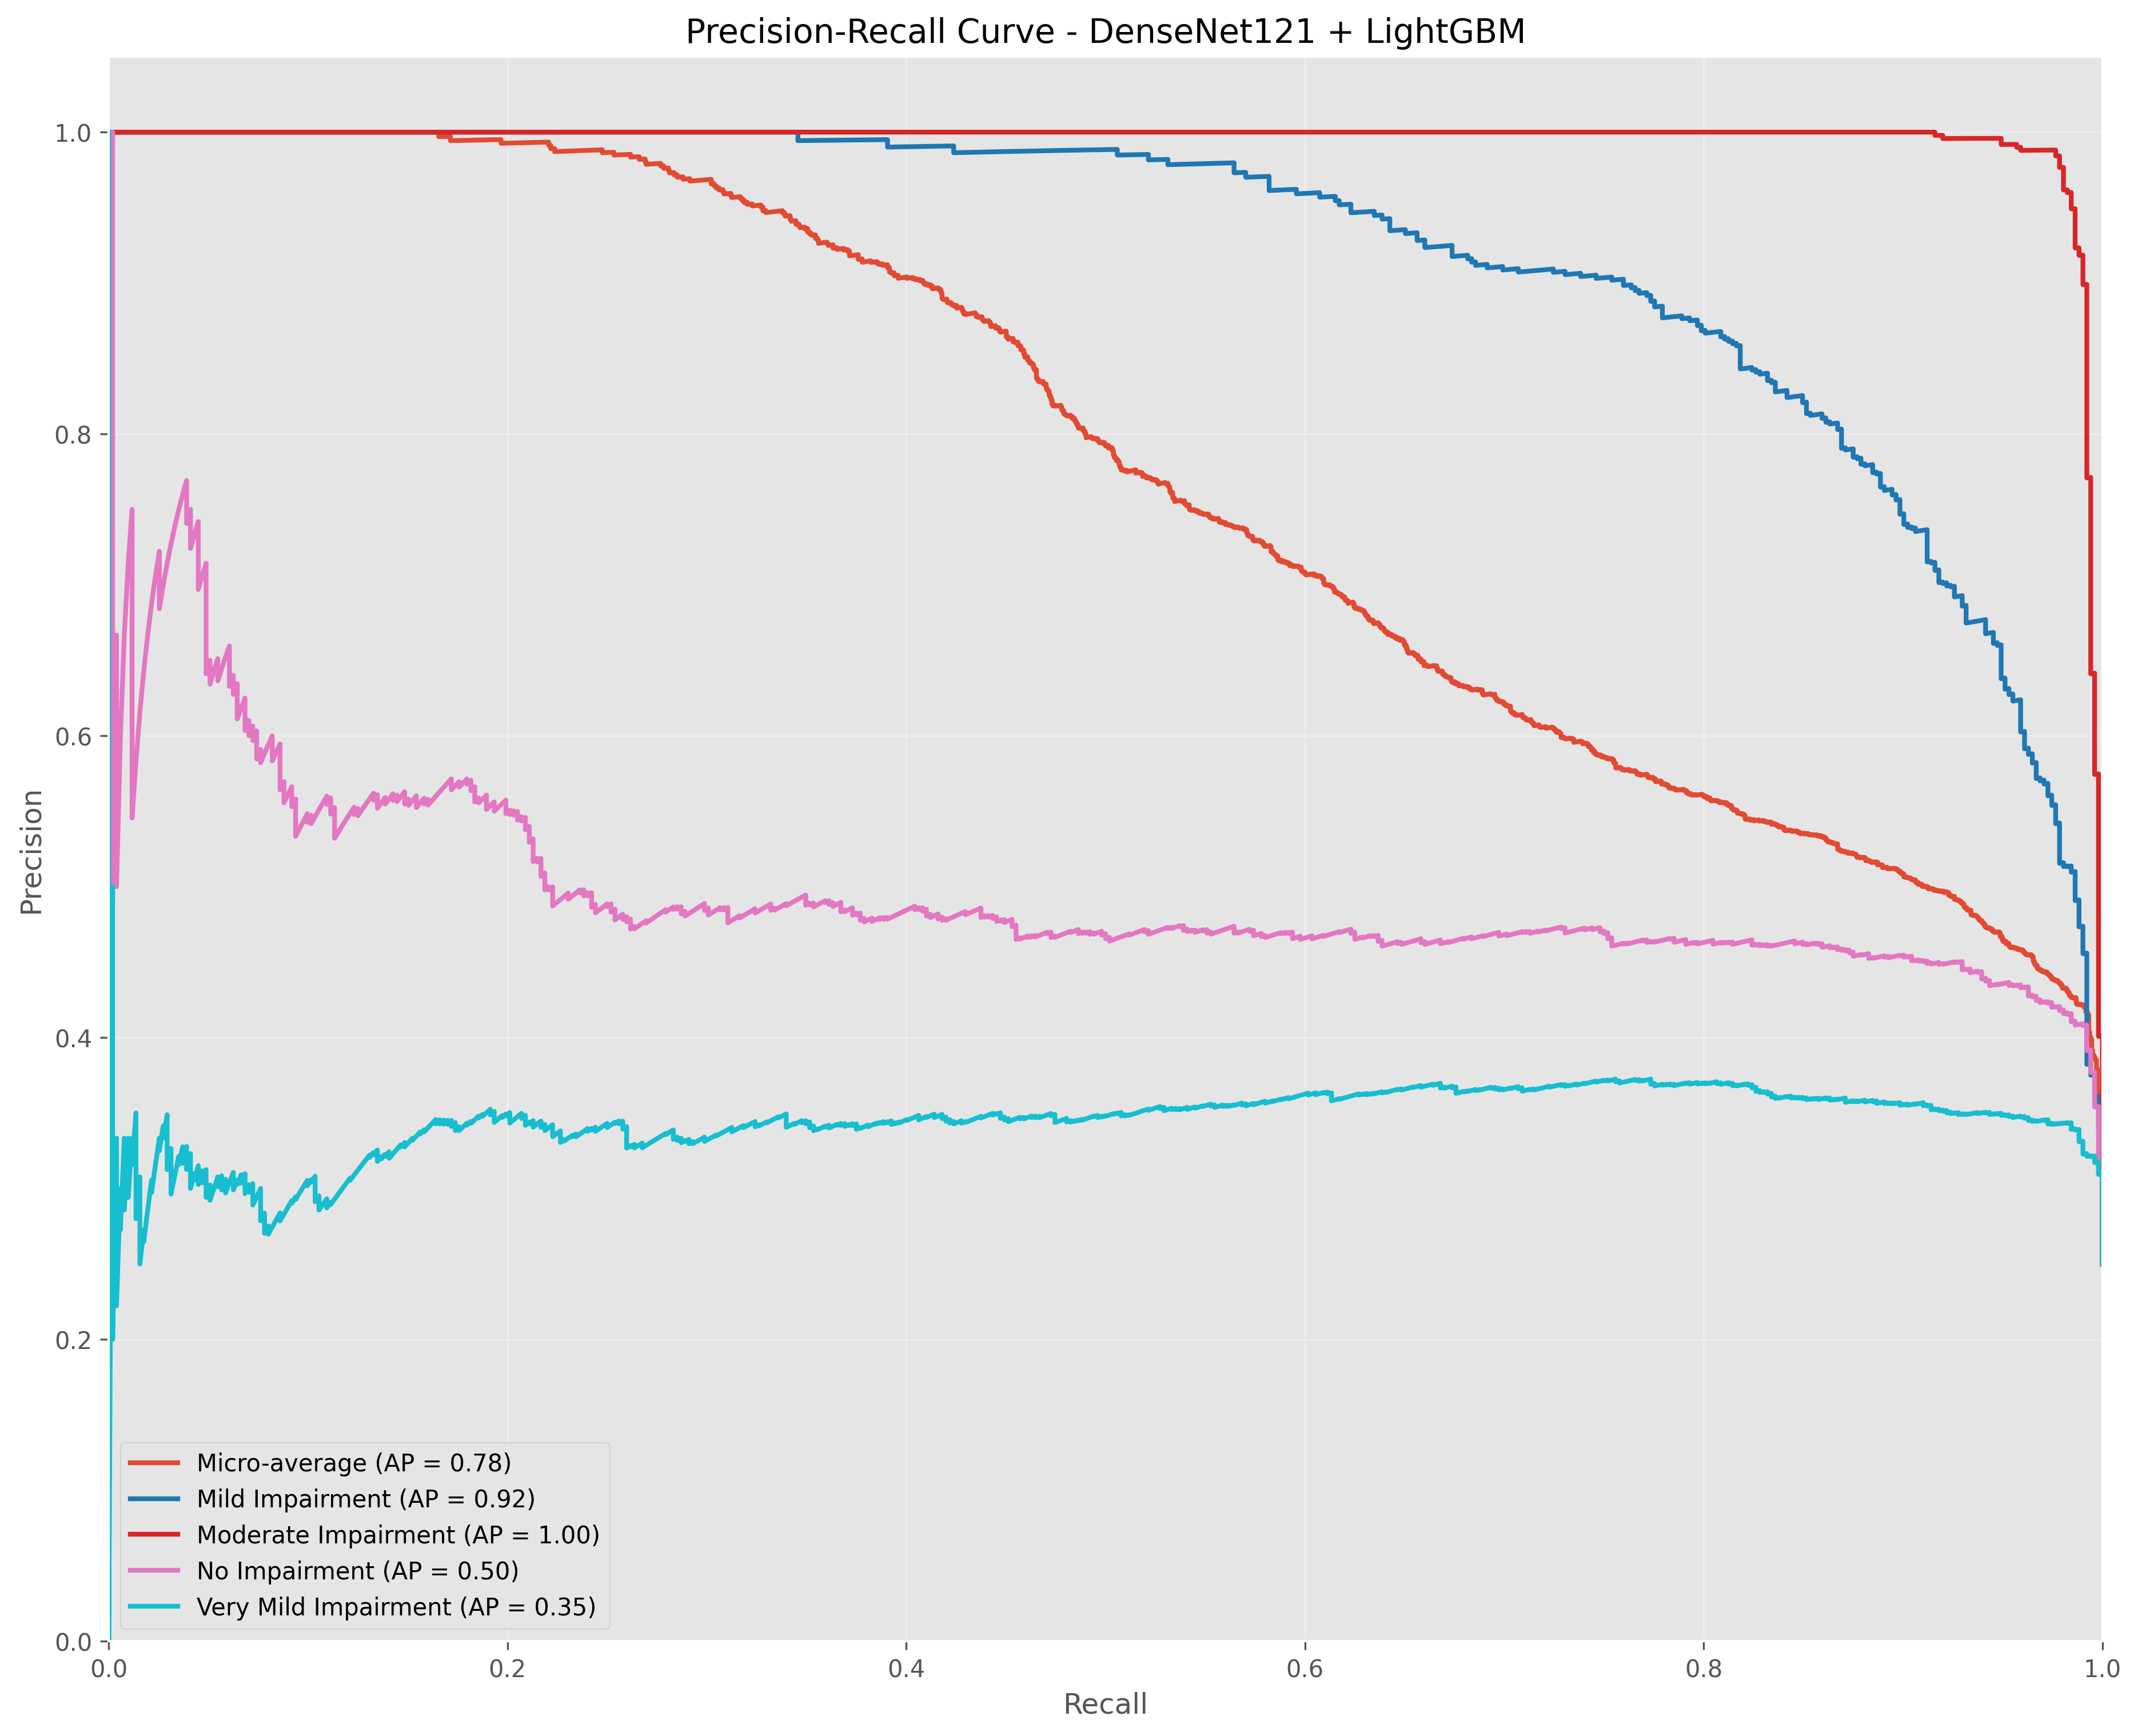 Precision-Recall Curve - DenseNet121 + LightGBM
Precision
1.0
0.8
0.6
0.4
0.2
0.0
Micro-average (AP = 0.78)
Mild Impairment (AP = 0.92)
Moderate Impairment (AP = 1.00)
No Impairment (AP = 0.50)
Very Mild Impairment (AP = 0.35)
0.0 0.2 0.4 0.6 0.8 1.0
Recall